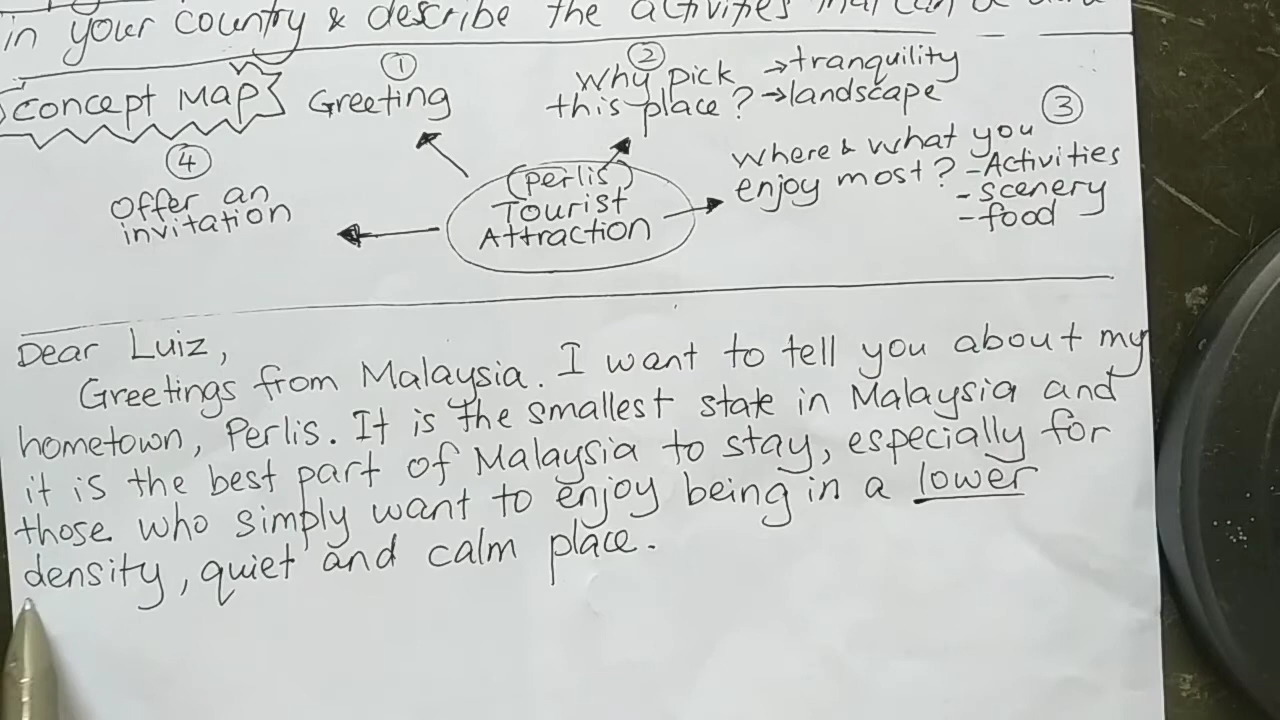 in your country & describe the activities that can be
CONCEPT MAP
1
Greeting
2
Why pick
this place?
→tranquility
→landscape
3
Where & what you
enjoy most?
-Activities
-scenery
-food
4
Offer an
invitation
(Perlis)
Tourist
Attraction
Dear Luiz,
Greetings from Malaysia. I want to tell you about my
hometown, Perlis. It is the smallest state in Malaysia and
it is the best part of Malaysia to stay, especially for
those who simply want to enjoy being in a lower
density, quiet and calm place.